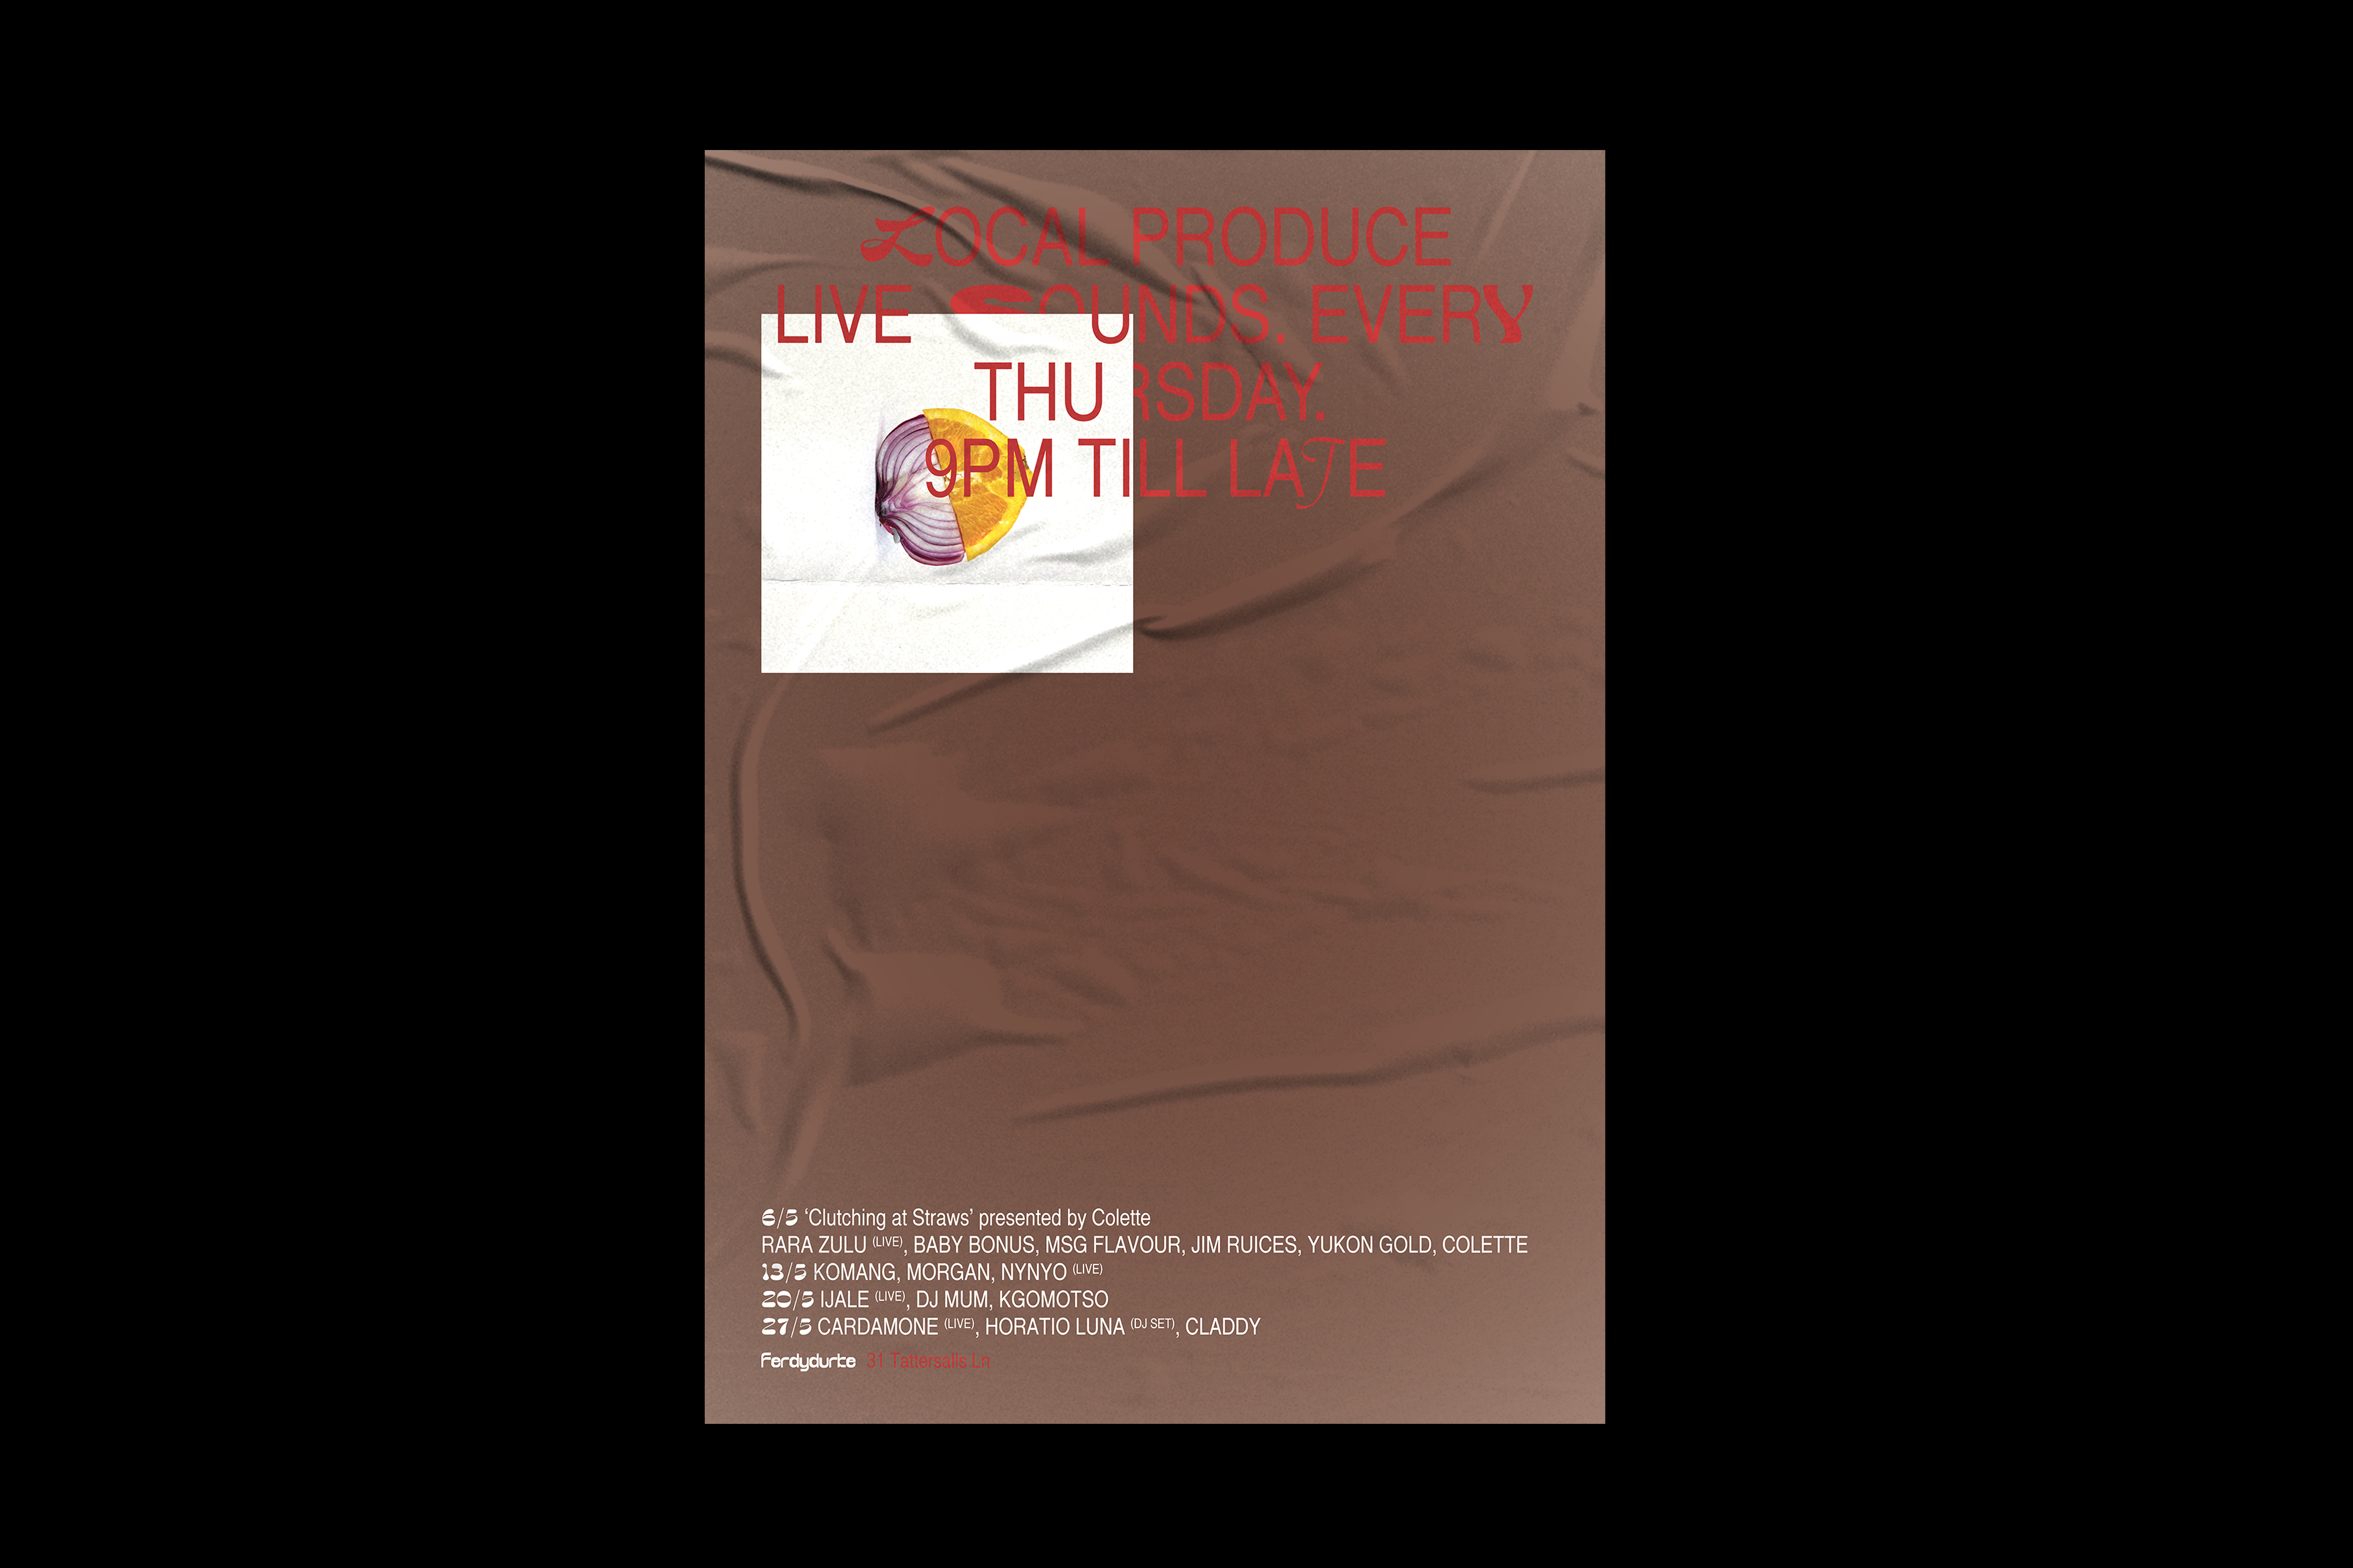 LOCAL PRODUCE
LIVE SOUNDS. EVERY
THURSDAY.
9PM TILL LATE
6/5 ‘Clutching at Straws’ presented by Colette
RARA ZULU (LIVE), BABY BONUS, MSG FLAVOUR, JIM RUICES, YUKON GOLD, COLETTE
13/5 KOMANG, MORGAN, NYNYO (LIVE)
20/5 IJALE (LIVE), DJ MUM, KGOMOTSO
27/5 CARDAMONE (LIVE), HORATIO LUNA (DJ SET), CLADDY
Ferdydurke 31 Tattersalls Ln